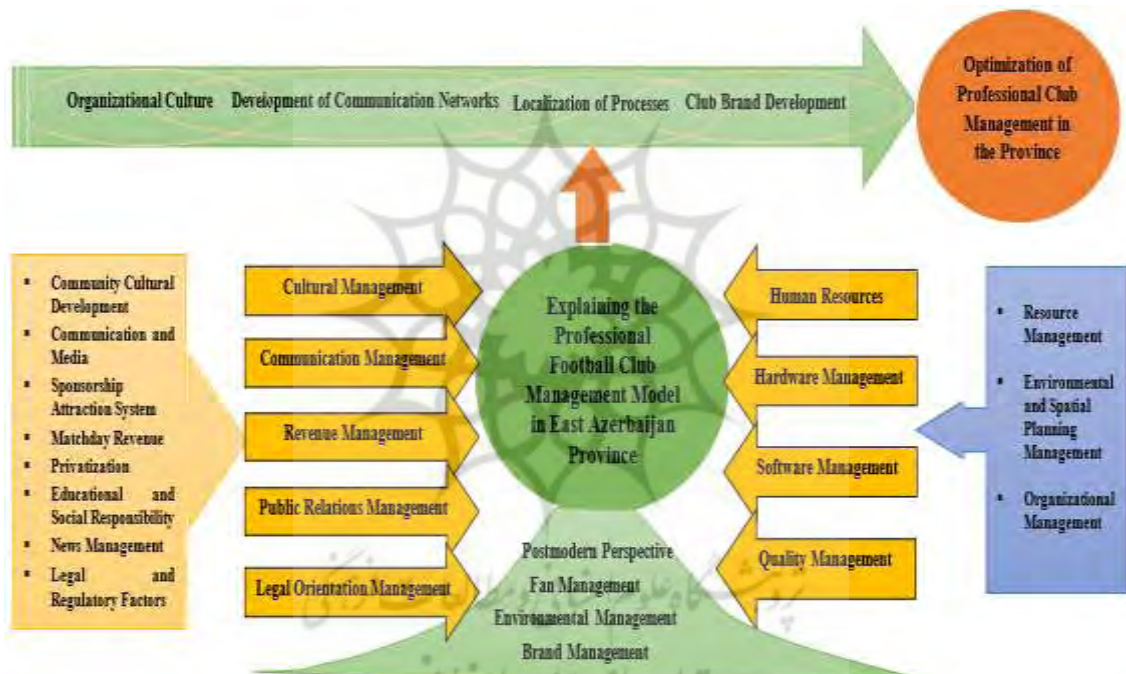 Organizational Culture Development of Communication Networks Localization of Processes Club Brand Development
Optimization of
Professional Club
Management in
the Province
Community Cultural
Development
Communication and
Media
Sponsorship
Attraction System
Matchday Revenue
Privatization
Educational and
Social Responsibility
News Management
Legal and
Regulatory Factors
Cultural Management
Communication Management
Revenue Management
Public Relations Management
Legal Orientation Management
Explaining the
Professional
Football Club
Management Model
in East Azerbaijan
Province
Postmodern Perspective
Fan Management
Environmental Management
Brand Management
Human Resources
Hardware Management
Software Management
Quality Management
Resource
Management
Environmental
and Spatial
Planning
Management
Organizational
Management